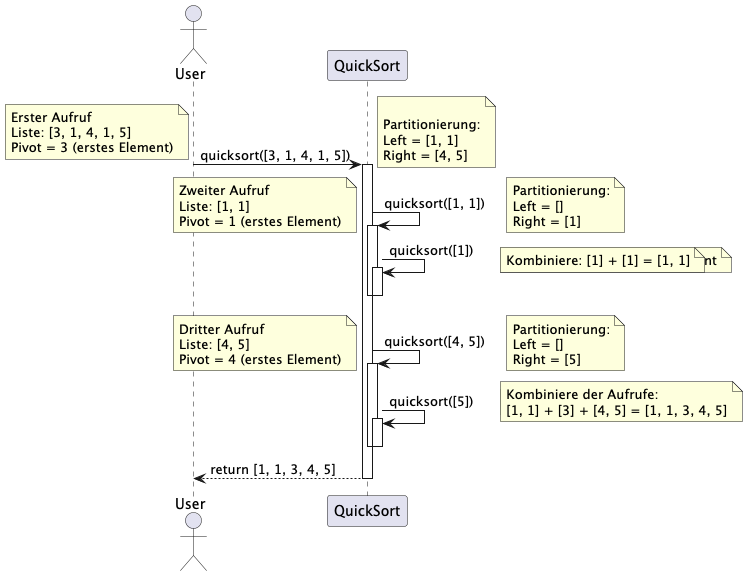 User
QuickSort
Erster Aufruf
Liste: [3, 1, 4, 1, 5]
Pivot = 3 (erstes Element)
Partitionierung:
Left = [1, 1]
Right = [4, 5]
quicksort([3, 1, 4, 1, 5])
Zweiter Aufruf
Liste: [1, 1]
Pivot = 1 (erstes Element)
quicksort([1, 1])
Partitionierung:
Left = []
Right = [1]
quicksort([1])
Kombiniere: [1] + [1] = [1, 1]
Dritter Aufruf
Liste: [4, 5]
Pivot = 4 (erstes Element)
quicksort([4, 5])
Partitionierung:
Left = []
Right = [5]
quicksort([5])
Kombiniere der Aufrufe:
[1, 1] + [3] + [4, 5] = [1, 1, 3, 4, 5]
return [1, 1, 3, 4, 5]
User
QuickSort